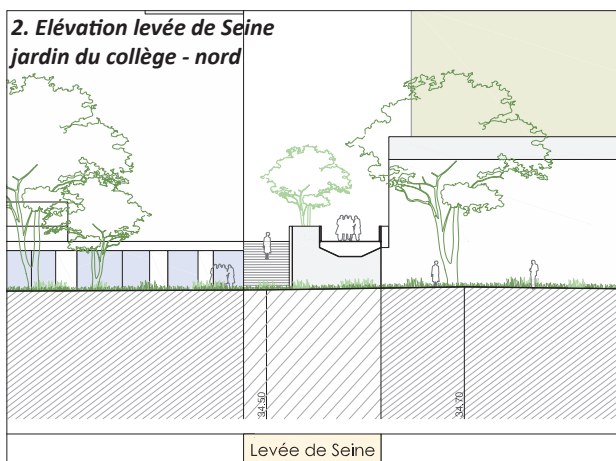 2. Elévation levée de Seine
jardin du collège - nord
34.50
34.70
Levée de Seine